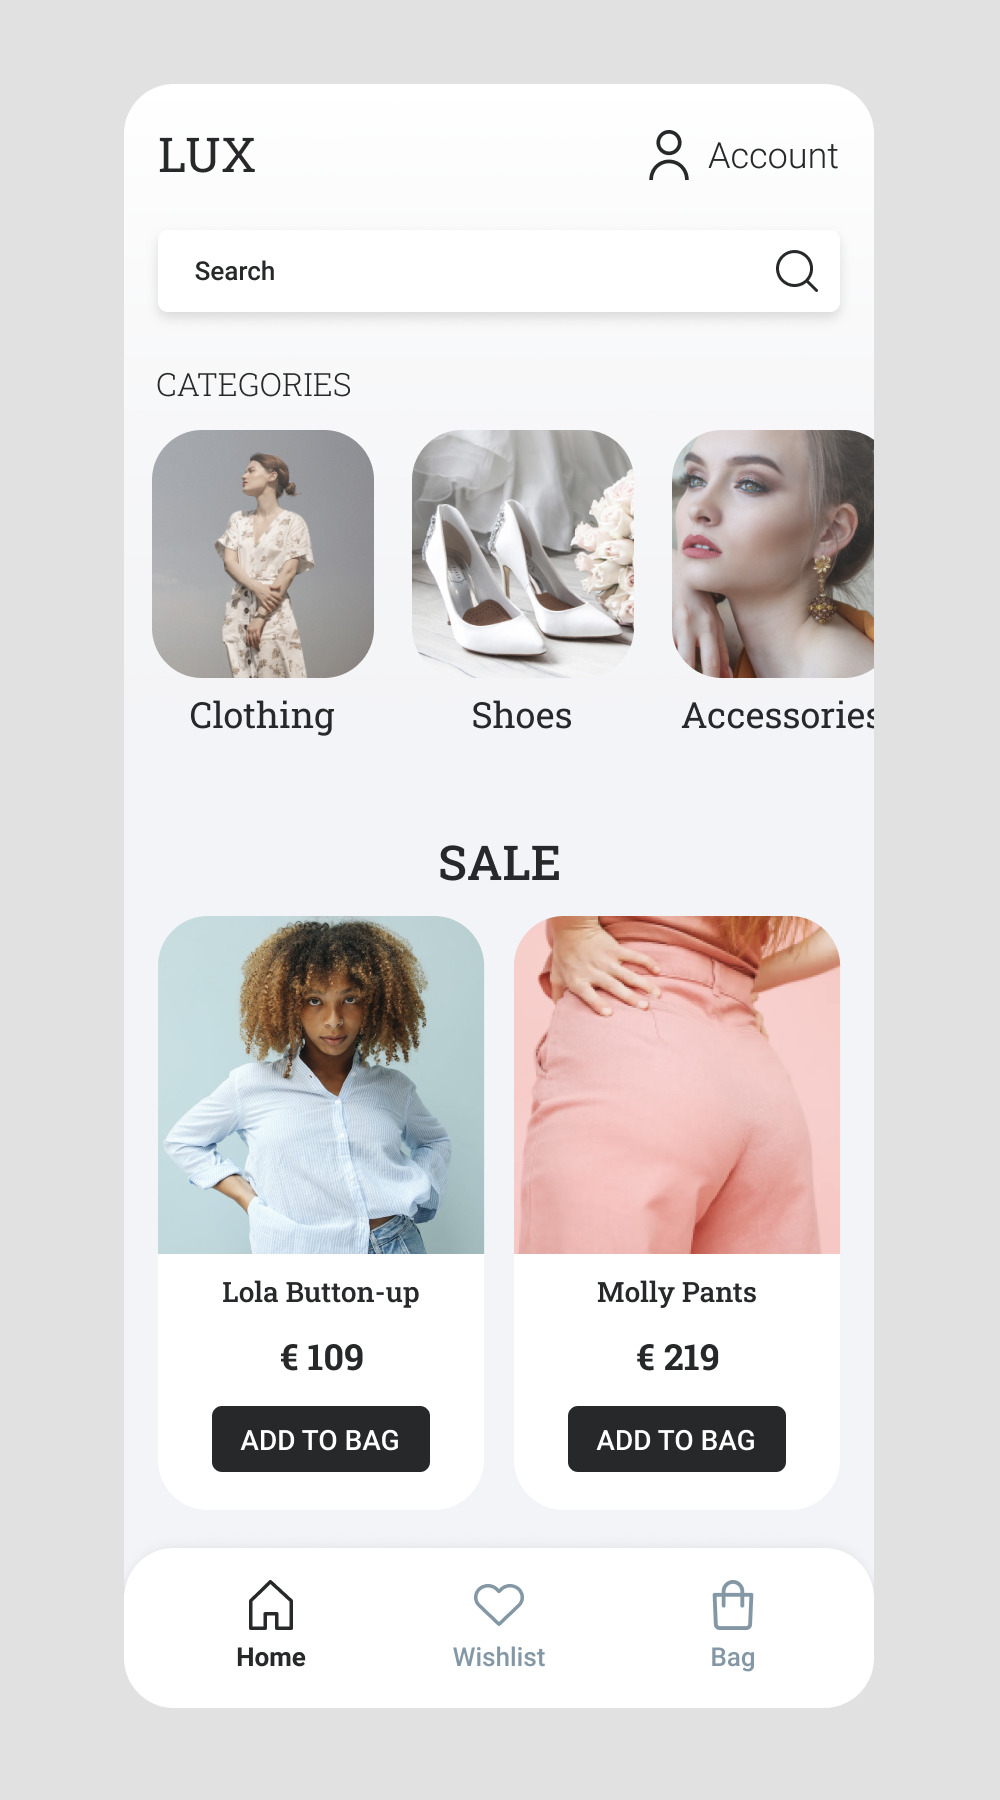 LUX
Account
Search
CATEGORIES
Clothing
Shoes
Accessories
SALE
Lola Button-up
Molly Pants
€ 109
€ 219
ADD TO BAG
ADD TO BAG
Home
Wishlist
Bag